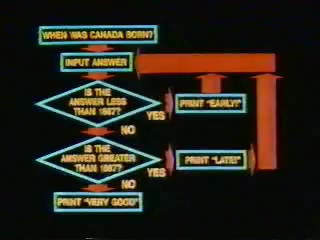 WHEN WAS CANADA BORN?
INPUT ANSWER
IS THE
ANSWER LESS
THAN 1867?
YES
PRINT "EARLY!"
NO
IS THE
ANSWER GREATER
THAN 1867?
YES
PRINT "LATE!"
NO
PRINT "VERY GOOD"